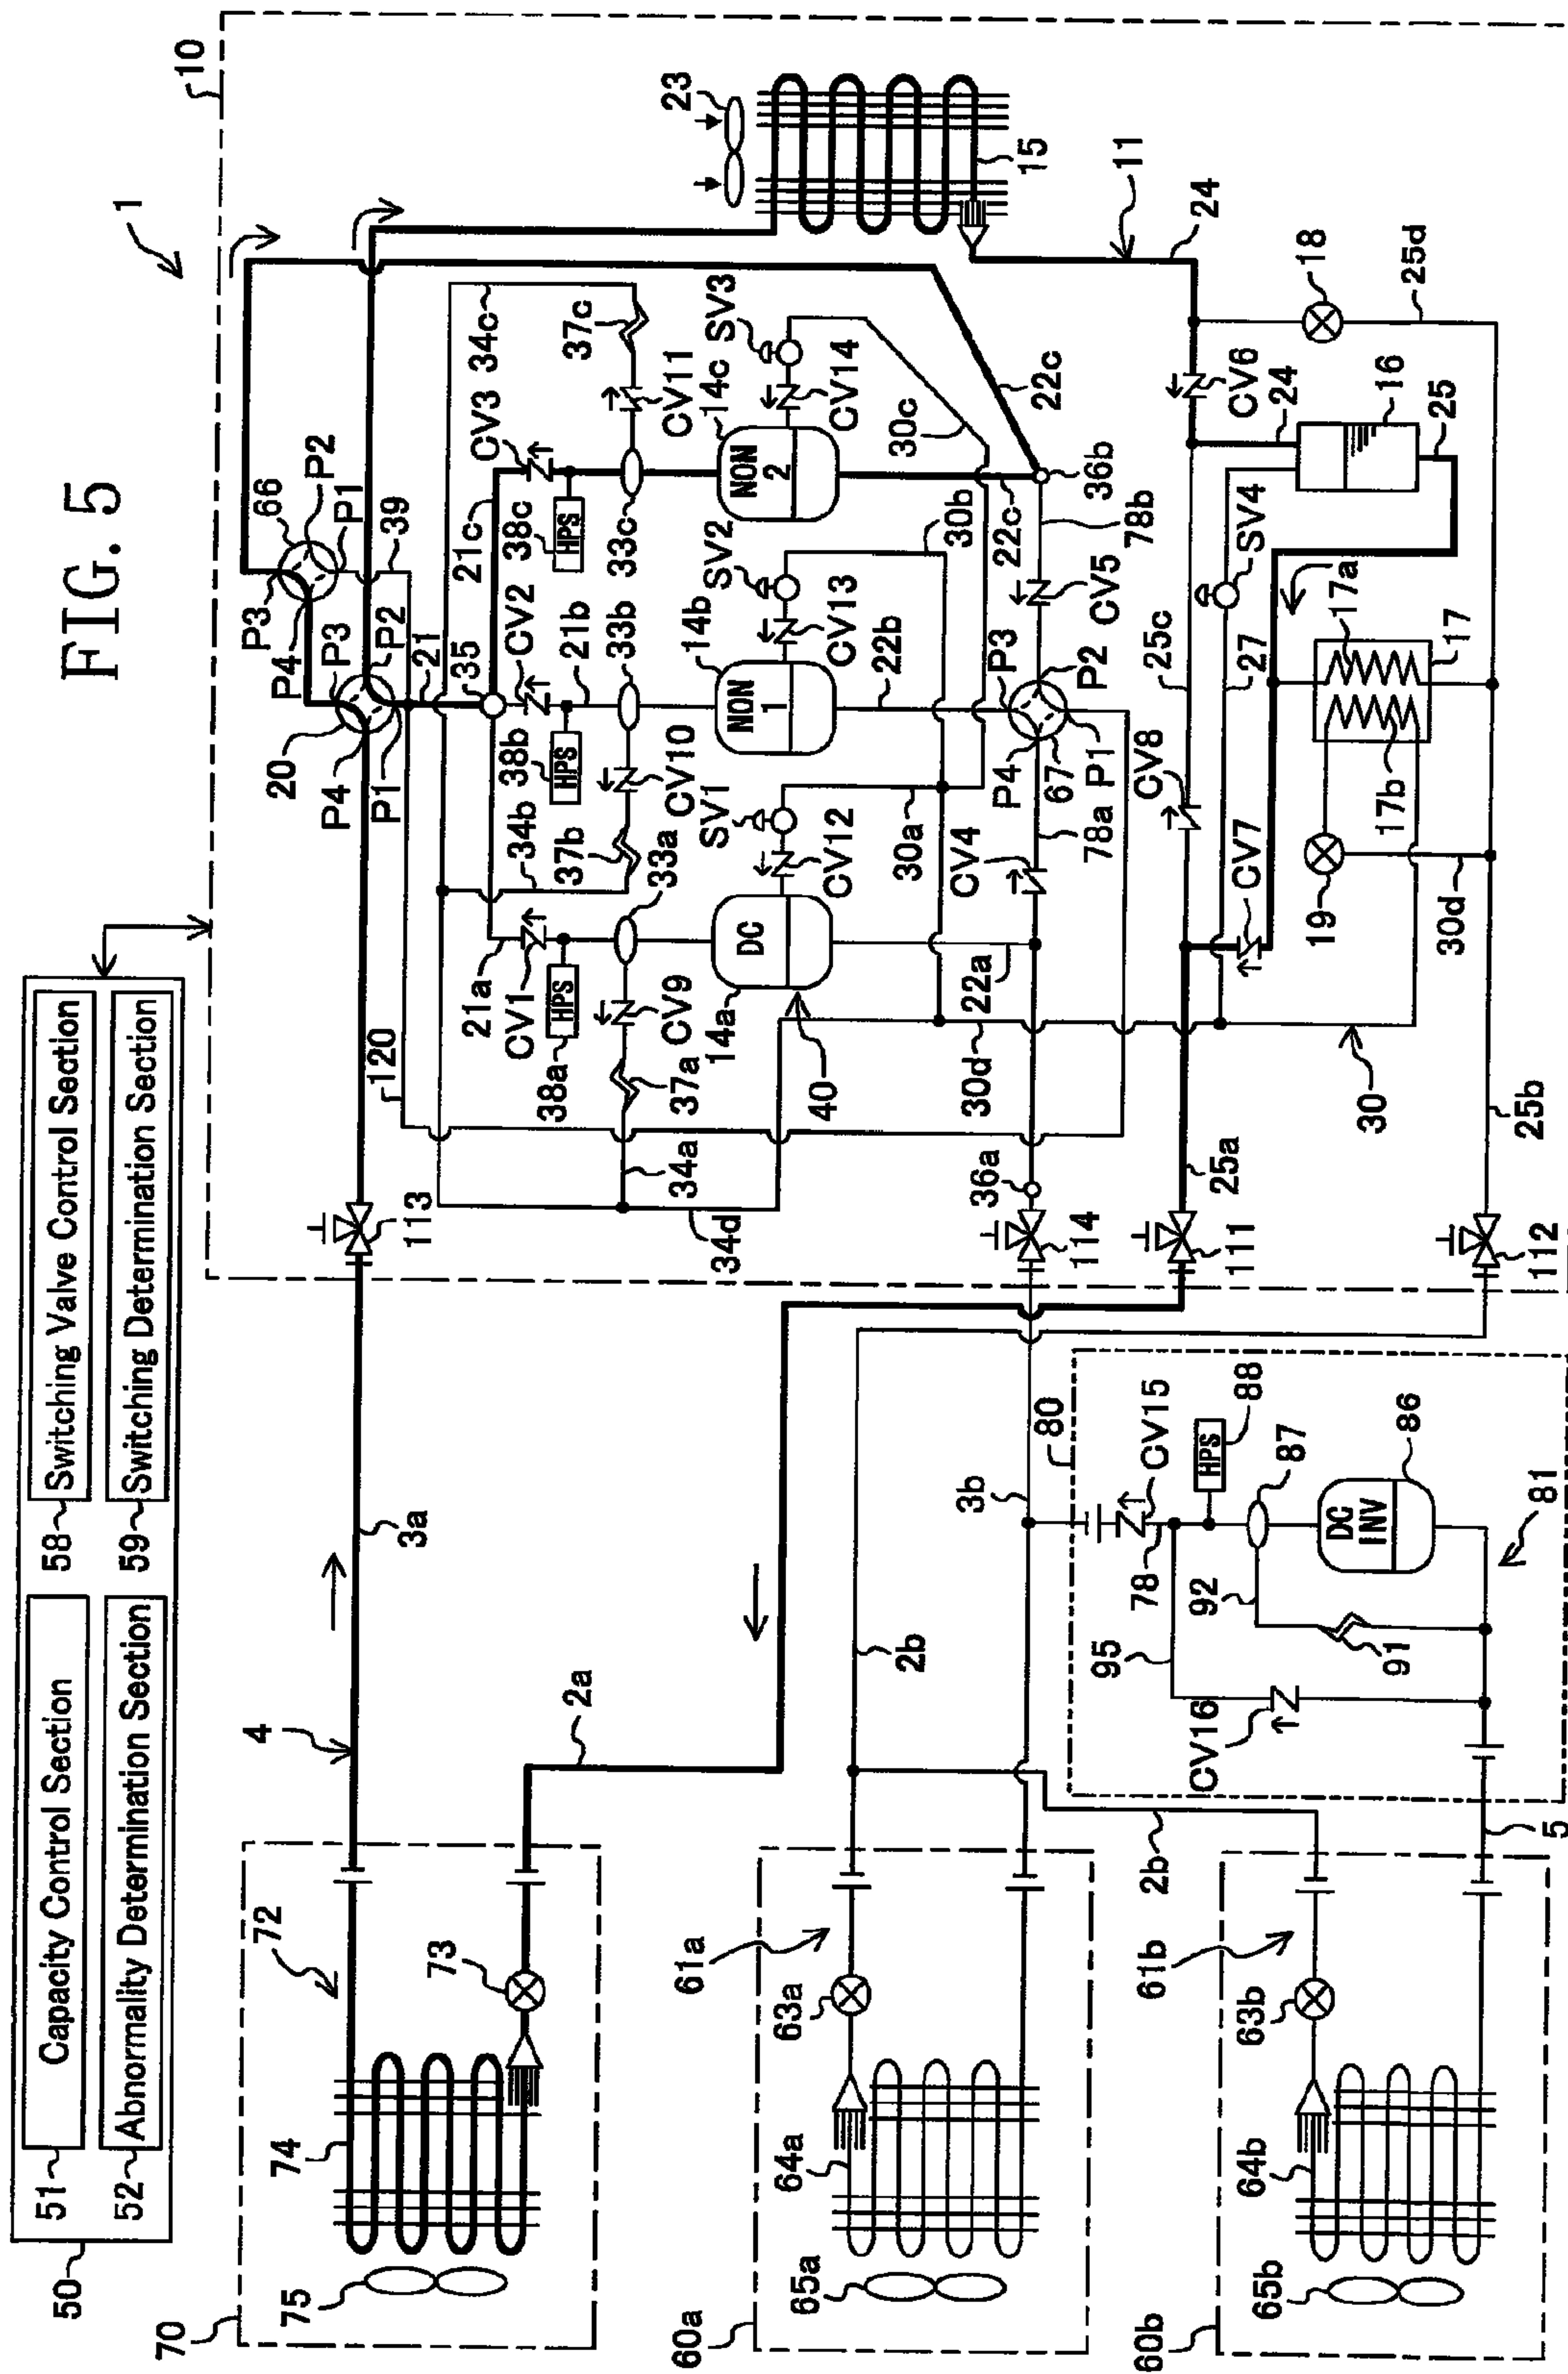 FIG. 5
50
51 Capacity Control Section
58 Switching Valve Control Section
52 Abnormality Determination Section
59 Switching Determination Section
1
10
4
3a
113
120
20
P4
P3
P1
P2
21
P3
P4
66
P2
P1
39
35
21a
CV1
38a
HPS
CV9
37a
34a
34d
33a
34b
37b
CV10
38b
HPS
CV2
21b
33b
21c
CV3
38c
HPS
33c
34c
37c
CV11
23
15
11
24
DC
14a
40
SV1
CV12
NON 1
14b
SV2
CV13
NON 2
14c
SV3
CV14
30a
30b
30c
22a
22b
22c
22c
36b
78b
CV5
P3
P2
P4
P1
67
78a
CV4
30d
36a
114
25a
111
25c
CV8
CV7
27
SV4
CV6
24
16
25
18
25d
17a
17b
17
19
30d
30
25b
112
70
75
74
72
73
2a
2b
3b
60a
65a
64a
63a
61a
60b
65b
64b
63b
61b
2b
5
80
CV15
78
HPS
88
87
92
95
CV16
91
DC INV
86
81